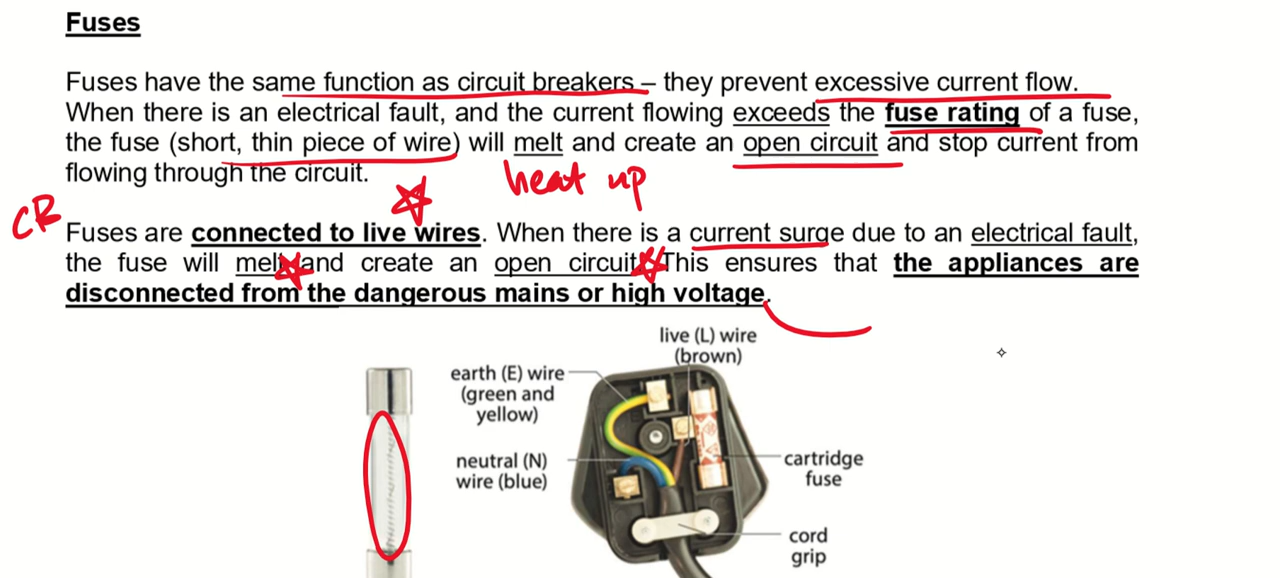 Fuses
Fuses have the same function as circuit breakers – they prevent excessive current flow.
When there is an electrical fault, and the current flowing exceeds the fuse rating of a fuse,
the fuse (short, thin piece of wire) will melt and create an open circuit and stop current from
flowing through the circuit.
heat up
CR
Fuses are connected to live wires. When there is a current surge due to an electrical fault,
the fuse will melt and create an open circuit. This ensures that the appliances are
disconnected from the dangerous mains or high voltage.
live (L) wire
(brown)
earth (E) wire
(green and
yellow)
neutral (N)
wire (blue)
cartridge
fuse
cord
grip